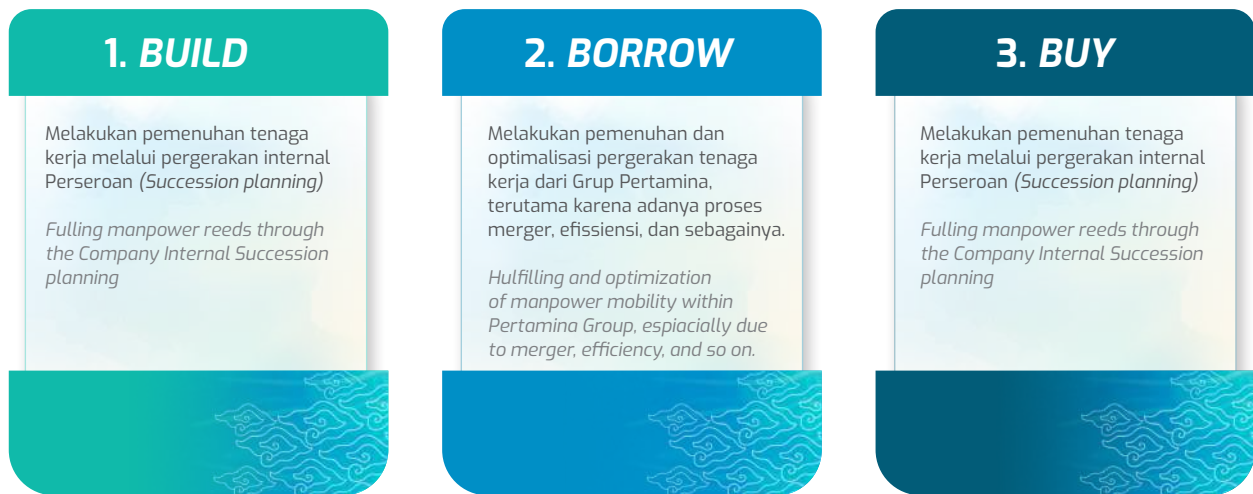 1. BUILD
Melakukan pemenuhan tenaga
kerja melalui pergerakan internal
Perseroan (Succession planning)
Fulling manpower reeds through
the Company Internal Succession
planning
2. BORROW
Melakukan pemenuhan dan
optimalisasi pergerakan tenaga
kerja dari Grup Pertamina,
terutama karena adanya proses
merger, efissiensi, dan sebagainya.
Hulfilling and optimization
of manpower mobility within
Pertamina Group, espiacially due
to merger, efficiency, and so on.
3. BUY
Melakukan pemenuhan tenaga
kerja melalui pergerakan internal
Perseroan (Succession planning)
Fulling manpower reeds through
the Company Internal Succession
planning